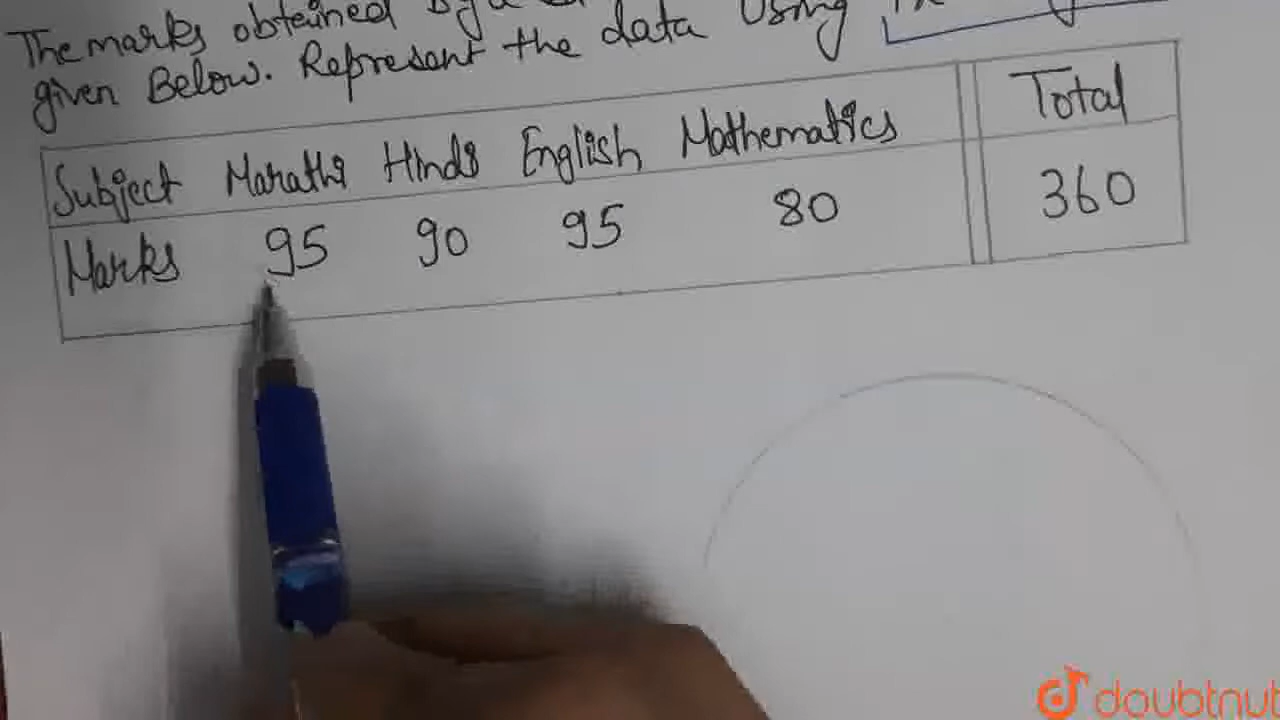 The marks obtained By a
given Below. Represent the data Using
Subject Marathi Hindi English Mathematics Total
Marks 95 90 95 80 360
doubtnut